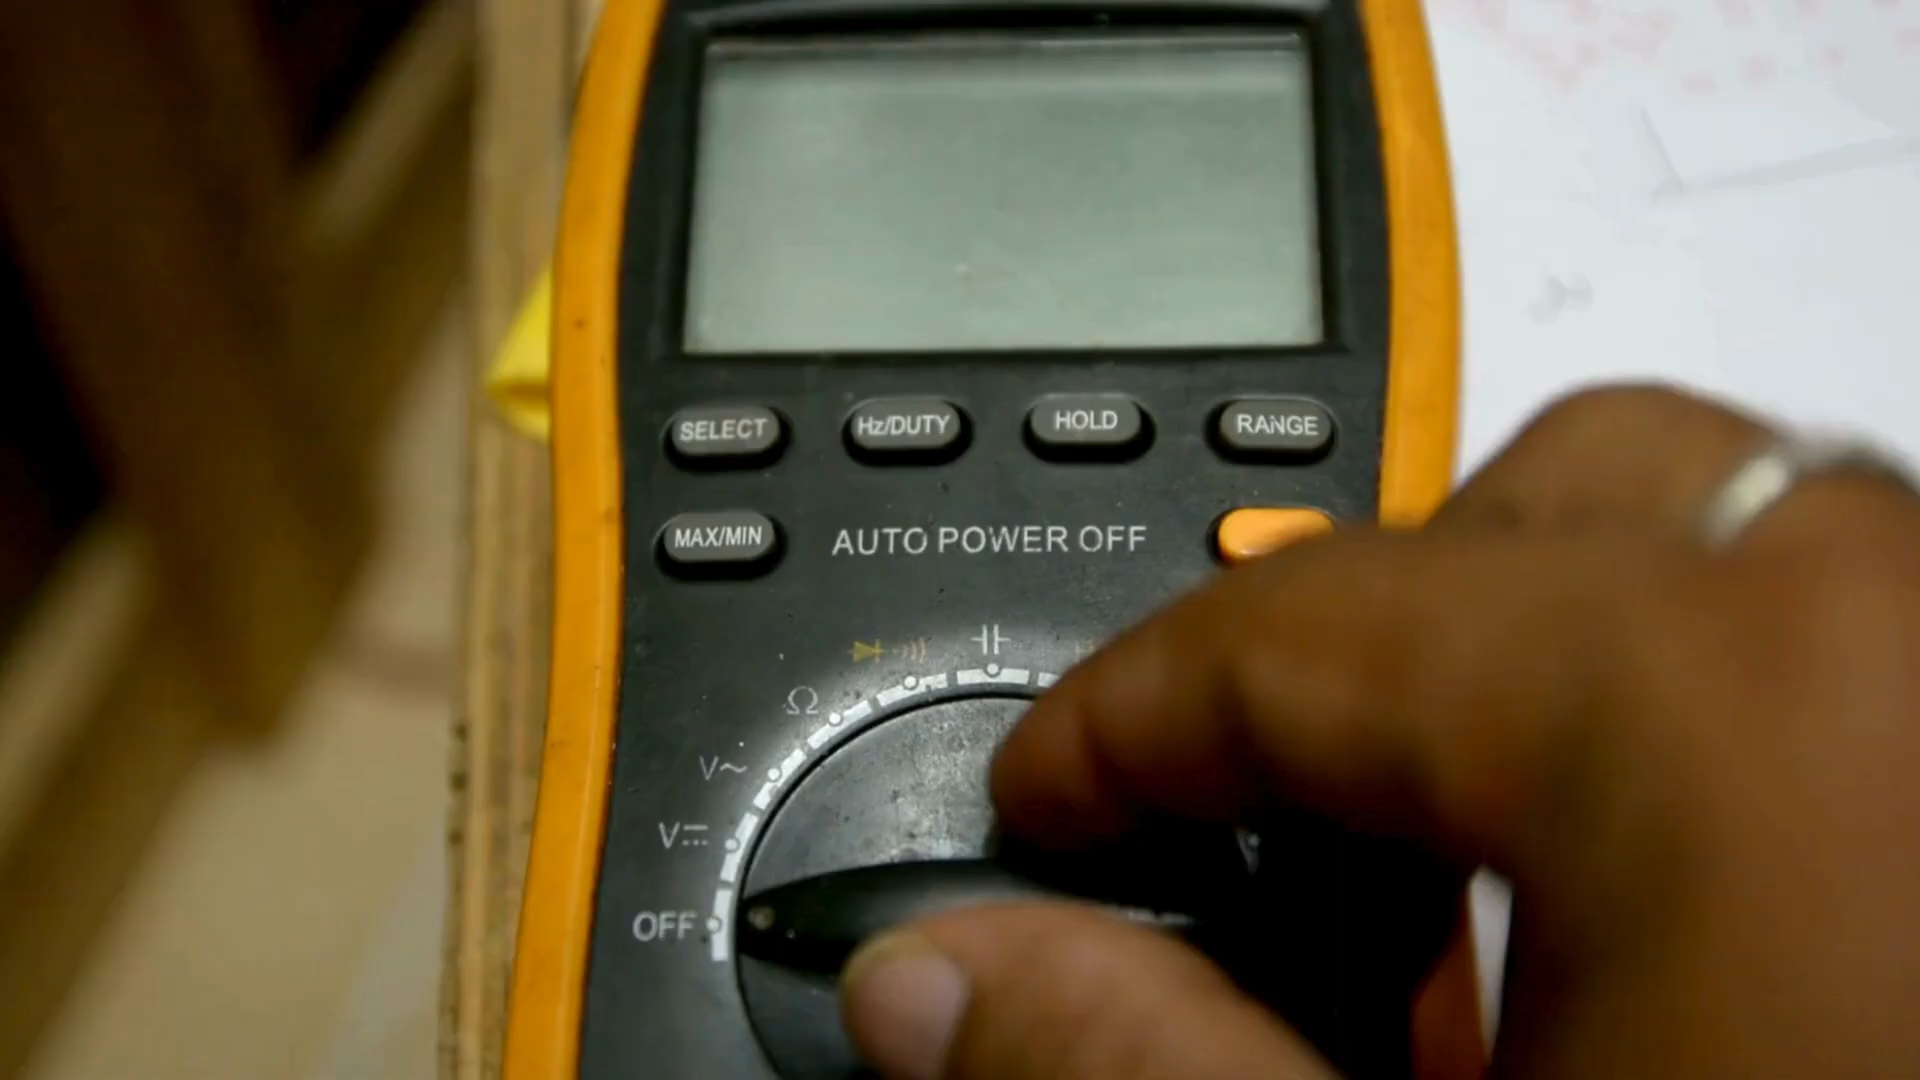 SELECT Hz/DUTY HOLD RANGE
MAX/MIN AUTO POWER OFF
Ω
V~
V⎓
OFF